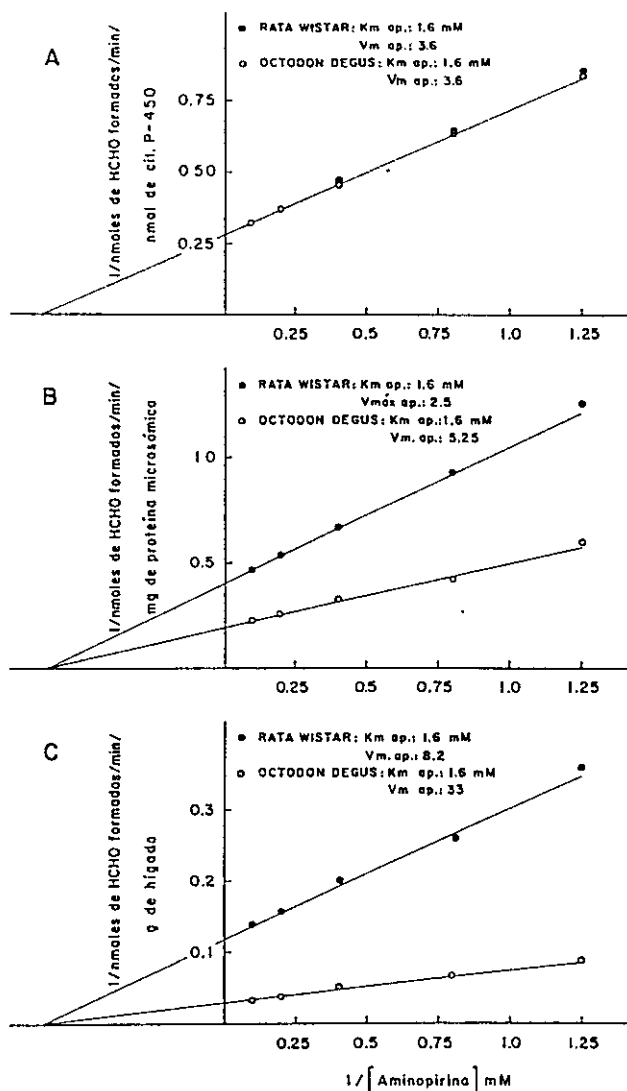 A
● RATA WISTAR: Km ap.: 1.6 mM
Vm ap.: 3.6
○ OCTODON DEGUS: Km ap.: 1.6 mM
Vm ap.: 3.6
1/nmoles de HCHO formados/min/
nmol de cit. P-450
0.75
0.50
0.25
0.25 0.5 0.75 1.0 1.25
B
● RATA WISTAR: Km ap.: 1.6 mM
Vmáx ap.: 2.5
○ OCTODON DEGUS: Km ap.: 1.6 mM
Vm. ap.: 5.25
1/nmoles de HCHO formados/min/
mg de proteína microsómica
1.0
0.5
0.25 0.5 0.75 1.0 1.25
C
● RATA WISTAR: Km ap.: 1.6 mM
Vm. ap.: 8.2
○ OCTODON DEGUS: Km ap.: 1.6 mM
Vm ap.: 33
1/nmoles de HCHO formados/min/
g de hígado
0.3
0.2
0.1
0.25 0.5 0.75 1.0 1.25
1/[Aminopirina] mM